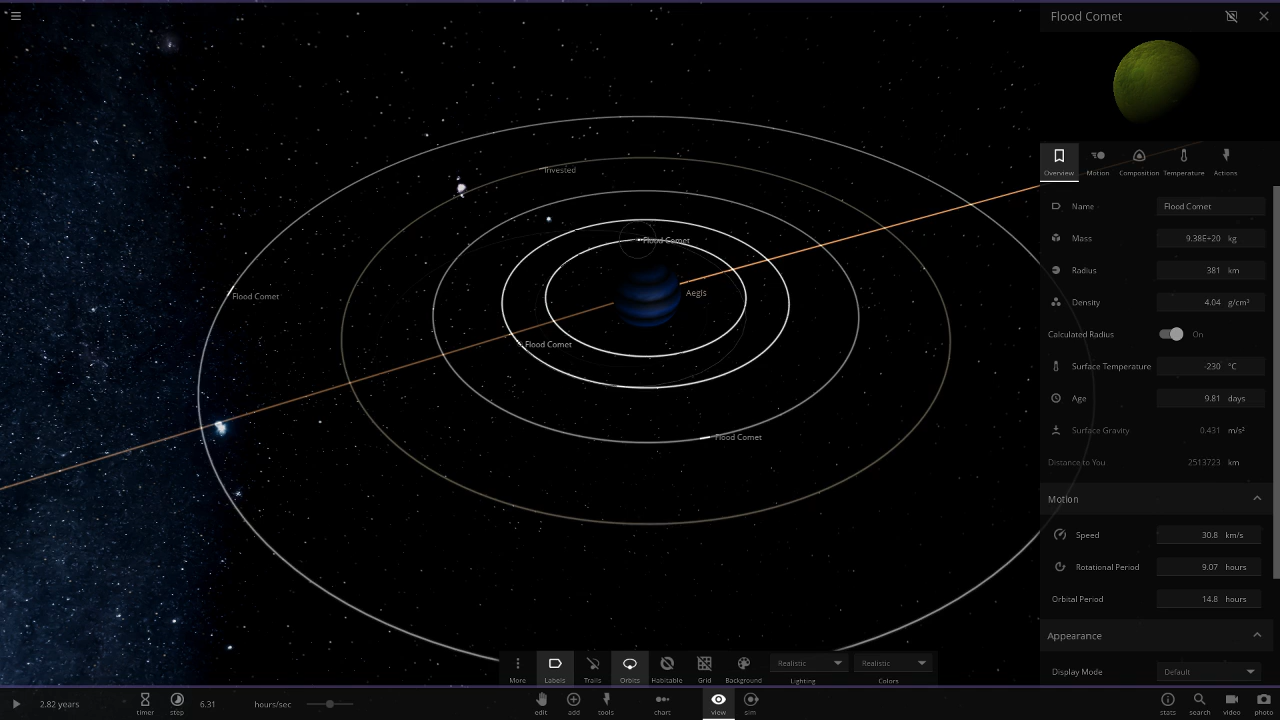 Flood Comet
Overview
Motion
Composition
Temperature
Actions
Name
Flood Comet
Mass
9.38E+20 kg
Radius
381 km
Density
4.04 g/cm³
Calculated Radius
On
Surface Temperature
-230 °C
Age
9.81 days
Surface Gravity
0.431 m/s²
Distance to You
2513723 km
Motion
Speed
30.8 km/s
Rotational Period
9.07 hours
Orbital Period
14.8 hours
Appearance
Display Mode
Default
Invested
Flood Comet
Aegis
Flood Comet
Flood Comet
Flood Comet
More
Labels
Trails
Orbits
Habitable
Grid
Background
Realistic
Lighting
Realistic
Colors
2.82 years
timer
step
6.31 hours/sec
edit
add
tools
chart
view
sim
stats
search
video
photo